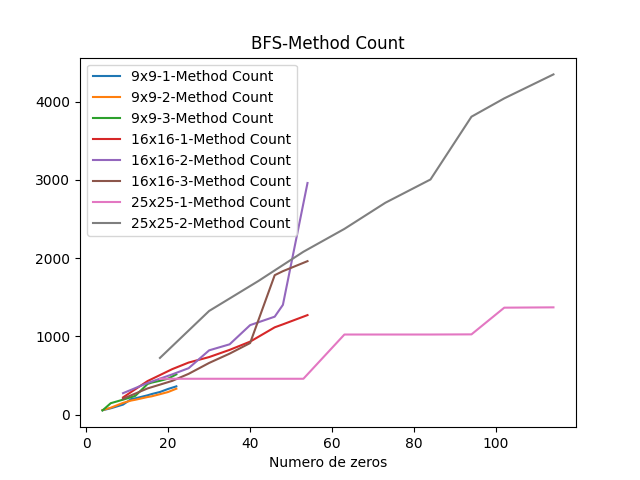 BFS-Method Count
9x9-1-Method Count
9x9-2-Method Count
9x9-3-Method Count
16x16-1-Method Count
16x16-2-Method Count
16x16-3-Method Count
25x25-1-Method Count
25x25-2-Method Count
4000
3000
2000
1000
0
0 20 40 60 80 100
Numero de zeros